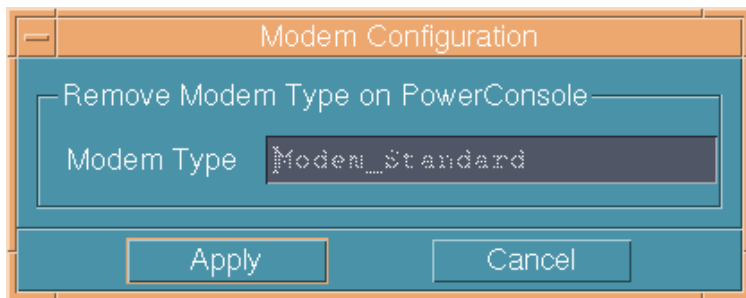 Modem Configuration
Remove Modem Type on PowerConsole
Modem Type Modem_Standard
Apply Cancel